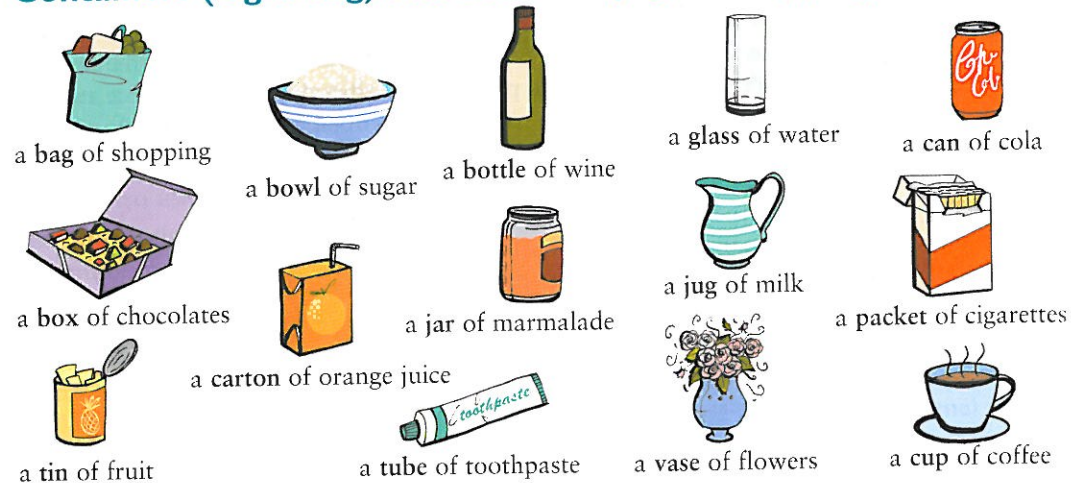 a bag of shopping
a bowl of sugar
a bottle of wine
a glass of water
a can of cola
a box of chocolates
a carton of orange juice
a jar of marmalade
a jug of milk
a packet of cigarettes
a tin of fruit
toothpaste
a tube of toothpaste
a vase of flowers
a cup of coffee